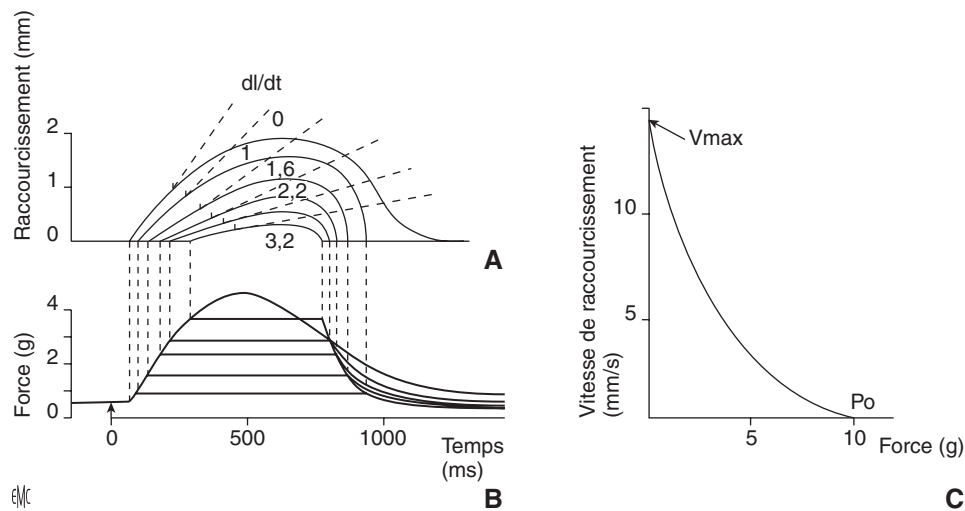 Raccourcissement (mm)
2
1
0
dl/dt
0
1
1,6
2,2
3,2
A
Force (g)
4
2
0
0
500
1000
Temps
(ms)
B
EMC
Vitesse de raccourcissement
(mm/s)
10
5
Vmax
Po
5
10
Force (g)
C